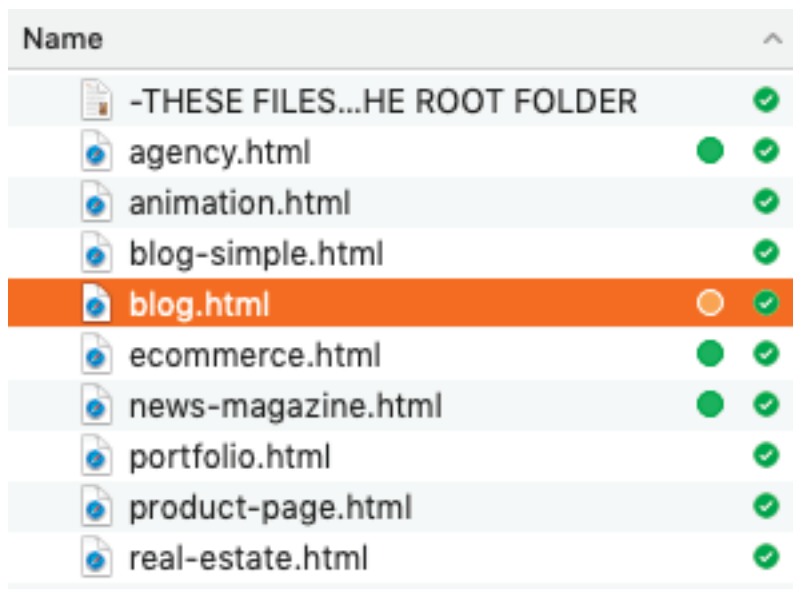 Name
-THESE FILES...HE ROOT FOLDER
agency.html
animation.html
blog-simple.html
blog.html
ecommerce.html
news-magazine.html
portfolio.html
product-page.html
real-estate.html